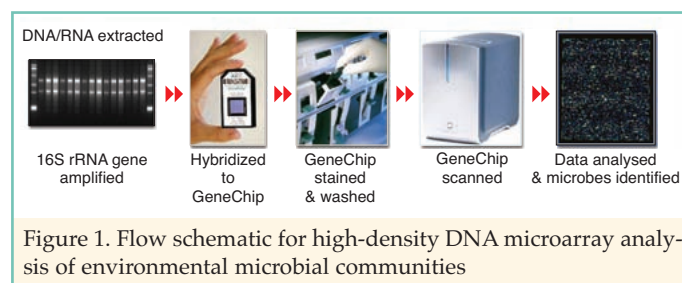 DNA/RNA extracted
16S rRNA gene
amplified
Hybridized
to
GeneChip
GeneChip
stained
& washed
GeneChip
scanned
Data analysed
& microbes identified
Figure 1. Flow schematic for high-density DNA microarray analy-
sis of environmental microbial communities